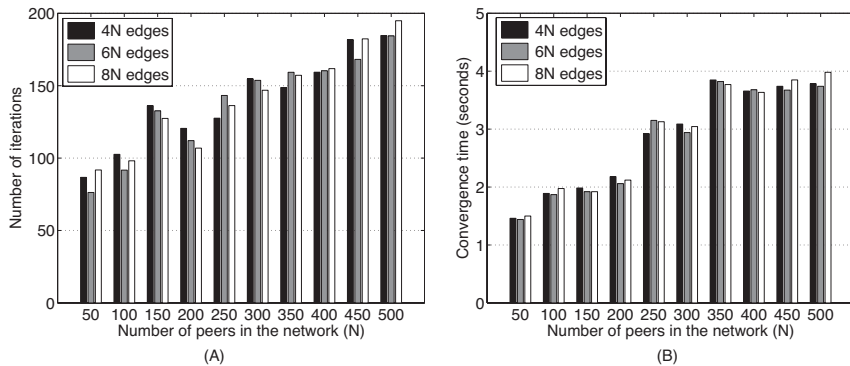 200
150
100
50
0
Number of iterations
4N edges
6N edges
8N edges
50 100 150 200 250 300 350 400 450 500
Number of peers in the network (N)
(A)
5
4
3
2
1
0
Convergence time (seconds)
4N edges
6N edges
8N edges
50 100 150 200 250 300 350 400 450 500
Number of peers in the network (N)
(B)